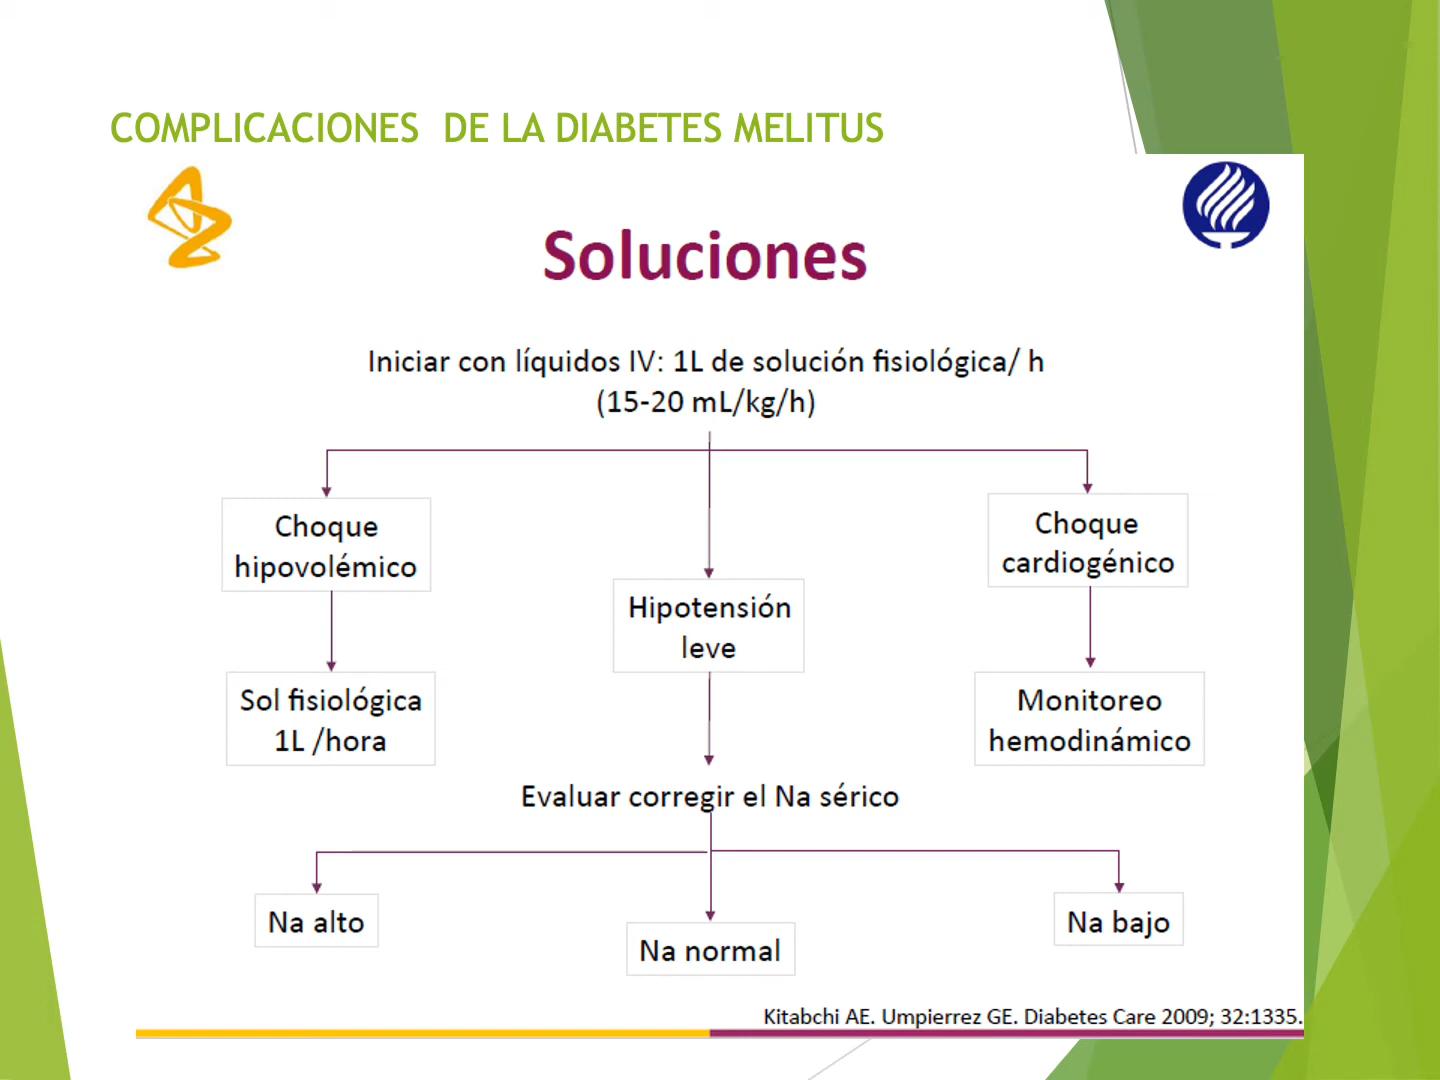 COMPLICACIONES DE LA DIABETES MELITUS
Soluciones
Iniciar con líquidos IV: 1L de solución fisiológica/ h
(15-20 mL/kg/h)
Choque
hipovolémico
Hipotensión
leve
Choque
cardiogénico
Sol fisiológica
1L /hora
Monitoreo
hemodinámico
Evaluar corregir el Na sérico
Na alto
Na normal
Na bajo
Kitabchi AE. Umpierrez GE. Diabetes Care 2009; 32:1335.